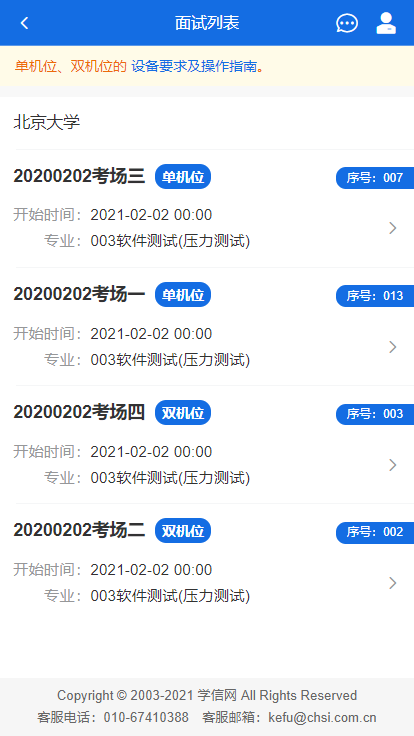 面试列表
单机位、双机位的 设备要求及操作指南。
北京大学
20200202考场三 单机位 序号：007
开始时间：2021-02-02 00:00
专业：003软件测试(压力测试)
20200202考场一 单机位 序号：013
开始时间：2021-02-02 00:00
专业：003软件测试(压力测试)
20200202考场四 双机位 序号：003
开始时间：2021-02-02 00:00
专业：003软件测试(压力测试)
20200202考场二 双机位 序号：002
开始时间：2021-02-02 00:00
专业：003软件测试(压力测试)
Copyright © 2003-2021 学信网 All Rights Reserved
客服电话：010-67410388 客服邮箱：kefu@chsi.com.cn